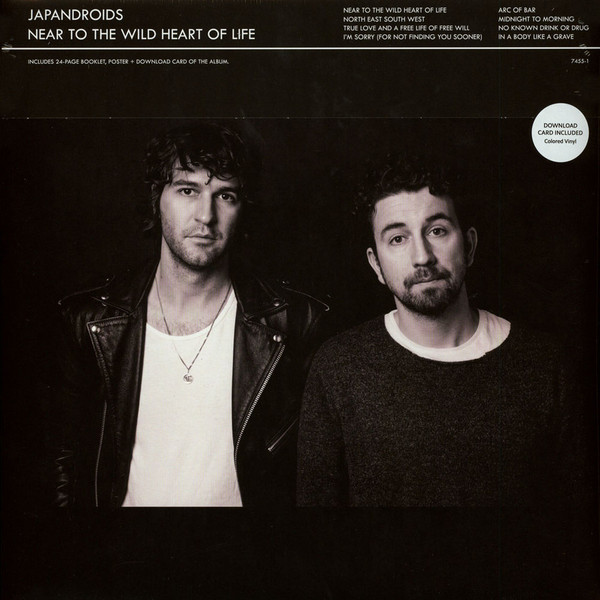 JAPANDROIDS
NEAR TO THE WILD HEART OF LIFE
INCLUDES 24-PAGE BOOKLET, POSTER + DOWNLOAD CARD OF THE ALBUM.
NEAR TO THE WILD HEART OF LIFE
NORTH EAST SOUTH WEST
TRUE LOVE AND A FREE LIFE OF FREE WILL
I'M SORRY (FOR NOT FINDING YOU SOONER)
ARC OF BAR
MIDNIGHT TO MORNING
NO KNOWN DRINK OR DRUG
IN A BODY LIKE A GRAVE
7455-1
DOWNLOAD
CARD INCLUDED
Colored Vinyl